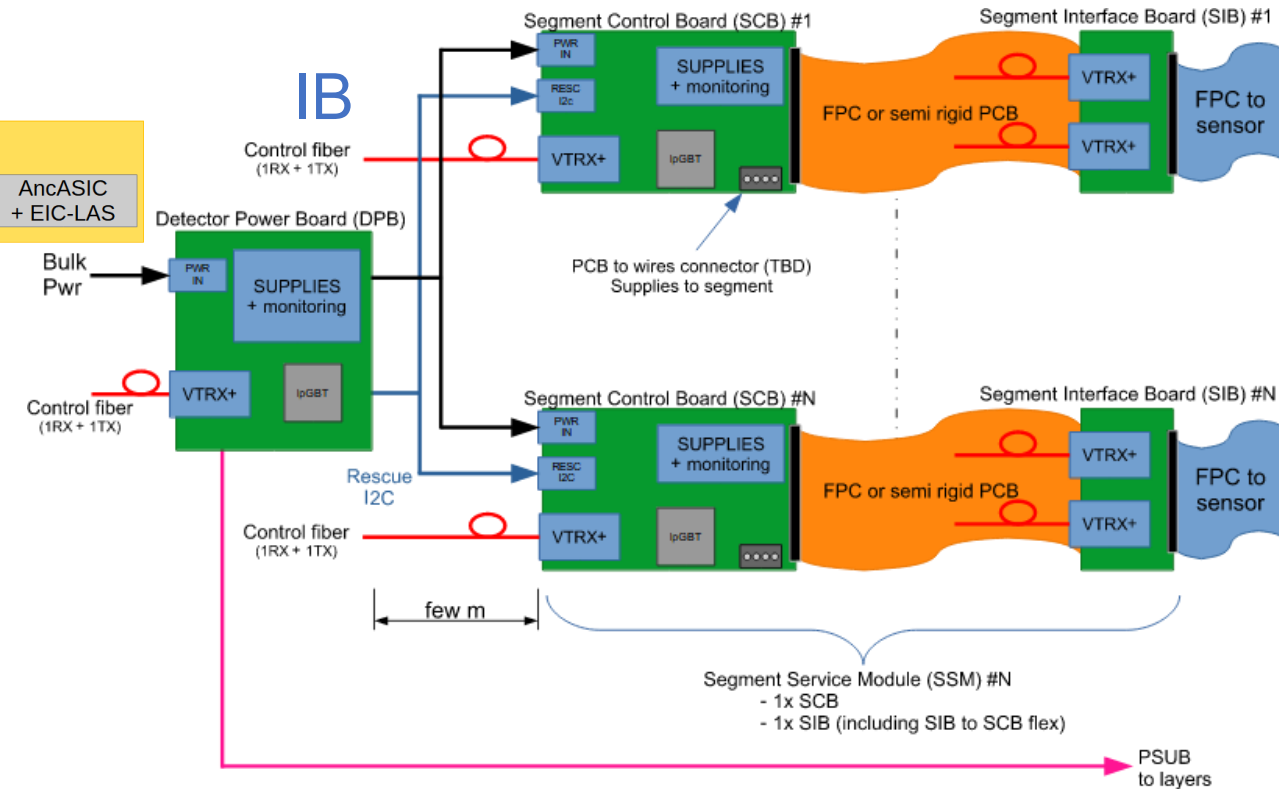 Segment Control Board (SCB) #1
Segment Interface Board (SIB) #1
PWR
IN
SUPPLIES
+ monitoring
RESC
I2c
IB
VTRX+
FPC to
sensor
FPC or semi rigid PCB
Control fiber
(1RX + 1TX)
VTRX+
lpGBT
VTRX+
AncASIC
+ EIC-LAS
Detector Power Board (DPB)
Bulk
Pwr
PWR
IN
SUPPLIES
+ monitoring
PCB to wires connector (TBD)
Supplies to segment
VTRX+
lpGBT
Control fiber
(1RX + 1TX)
Segment Control Board (SCB) #N
Segment Interface Board (SIB) #N
PWR
IN
SUPPLIES
+ monitoring
RESC
I2C
VTRX+
FPC to
sensor
Rescue
I2C
FPC or semi rigid PCB
Control fiber
(1RX + 1TX)
VTRX+
lpGBT
VTRX+
few m
Segment Service Module (SSM) #N
- 1x SCB
- 1x SIB (including SIB to SCB flex)
PSUB
to layers